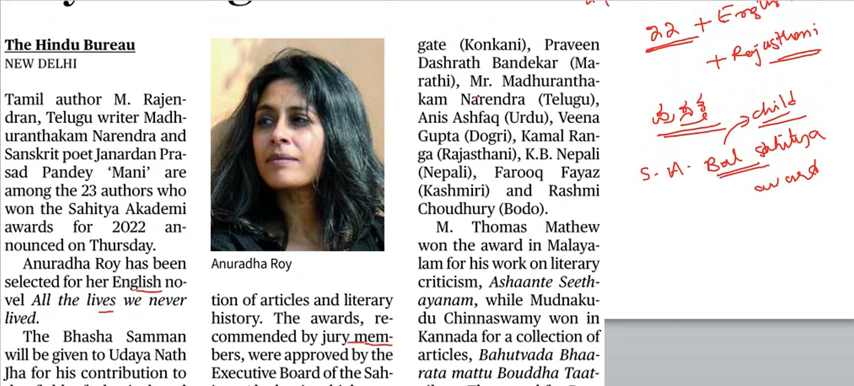 The Hindu Bureau
NEW DELHI
Tamil author M. Rajen-
dran, Telugu writer Madh-
uranthakam Narendra and
Sanskrit poet Janardan Pra-
sad Pandey ‘Mani’ are
among the 23 authors who
won the Sahitya Akademi
awards for 2022 an-
nounced on Thursday.
Anuradha Roy has been
selected for her English no-
vel All the lives we never
lived.
The Bhasha Samman
will be given to Udaya Nath
Jha for his contribution to
Anuradha Roy
tion of articles and literary
history. The awards, re-
commended by jury mem-
bers, were approved by the
Executive Board of the Sah-
gate (Konkani), Praveen
Dashrath Bandekar (Ma-
rathi), Mr. Madhurantha-
kam Narendra (Telugu),
Anis Ashfaq (Urdu), Veena
Gupta (Dogri), Kamal Ran-
ga (Rajasthani), K.B. Nepali
(Nepali), Farooq Fayaz
(Kashmiri) and Rashmi
Choudhury (Bodo).
M. Thomas Mathew
won the award in Malaya-
lam for his work on literary
criticism, Ashaante Seeth-
ayanam, while Mudnaku-
du Chinnaswamy won in
Kannada for a collection of
articles, Bahutvada Bhaa-
rata mattu Bouddha Taat-
22 + English
+ Rajasthani
child
S. A. Bal Sahitya
award